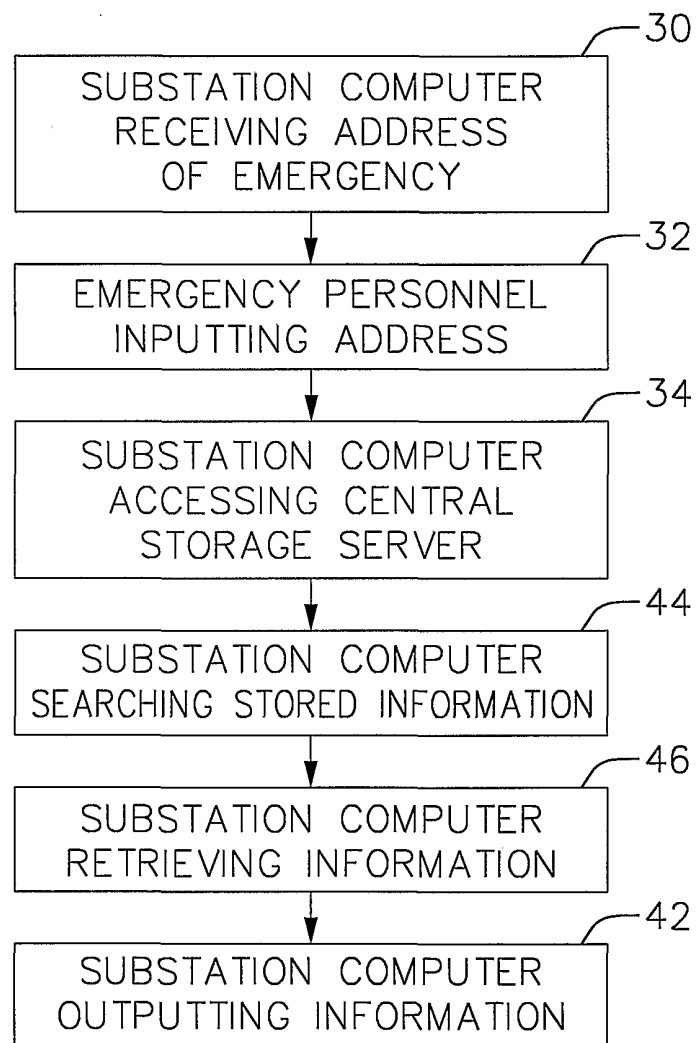 30
SUBSTATION COMPUTER
RECEIVING ADDRESS
OF EMERGENCY
32
EMERGENCY PERSONNEL
INPUTTING ADDRESS
34
SUBSTATION COMPUTER
ACCESSING CENTRAL
STORAGE SERVER
44
SUBSTATION COMPUTER
SEARCHING STORED INFORMATION
46
SUBSTATION COMPUTER
RETRIEVING INFORMATION
42
SUBSTATION COMPUTER
OUTPUTTING INFORMATION